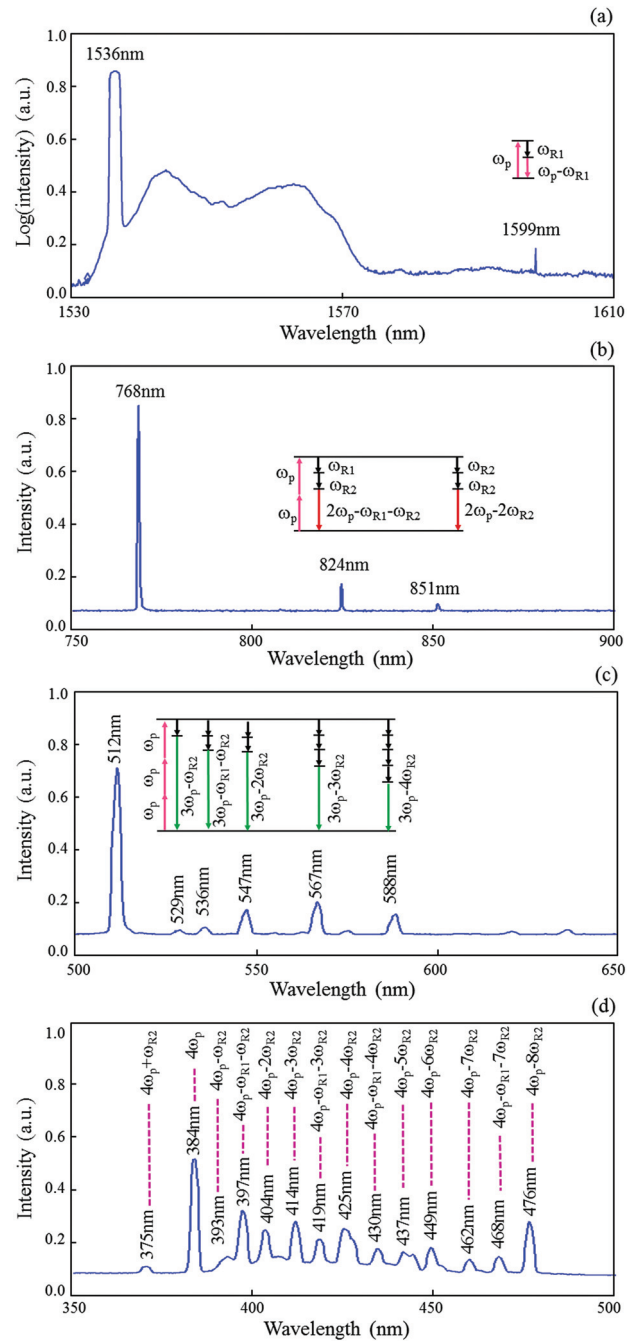 (a)
1536nm
Log(intensity) (a.u.)
1.0
0.8
0.6
0.4
0.2
0.0
ωp
ωR1
ωp-ωR1
1599nm
1530
1570
1610
Wavelength (nm)
(b)
768nm
Intensity (a.u.)
1.0
0.8
0.6
0.4
0.2
0.0
ωp
ωp
ωR1
ωR2
2ωp-ωR1-ωR2
ωR2
ωR2
2ωp-2ωR2
824nm
851nm
750
800
850
900
Wavelength (nm)
(c)
Intensity (a.u.)
1.0
0.8
0.6
0.4
0.2
0.0
512nm
ωp
ωp
ωp
3ωp-ωR2
3ωp-ωR1-ωR2
3ωp-2ωR2
3ωp-3ωR2
3ωp-4ωR2
529nm
536nm
547nm
567nm
588nm
500
550
600
650
Wavelength (nm)
(d)
Intensity (a.u.)
1.0
0.8
0.6
0.4
0.2
0.0
4ωp+ωR2
4ωp
4ωp-ωR2
4ωp-ωR1-ωR2
4ωp-2ωR2
4ωp-3ωR2
4ωp-ωR1-3ωR2
4ωp-4ωR2
4ωp-ωR1-4ωR2
4ωp-5ωR2
4ωp-6ωR2
4ωp-7ωR2
4ωp-ωR1-7ωR2
4ωp-8ωR2
375nm
384nm
393nm
397nm
404nm
414nm
419nm
425nm
430nm
437nm
449nm
462nm
468nm
476nm
350
400
450
500
Wavelength (nm)